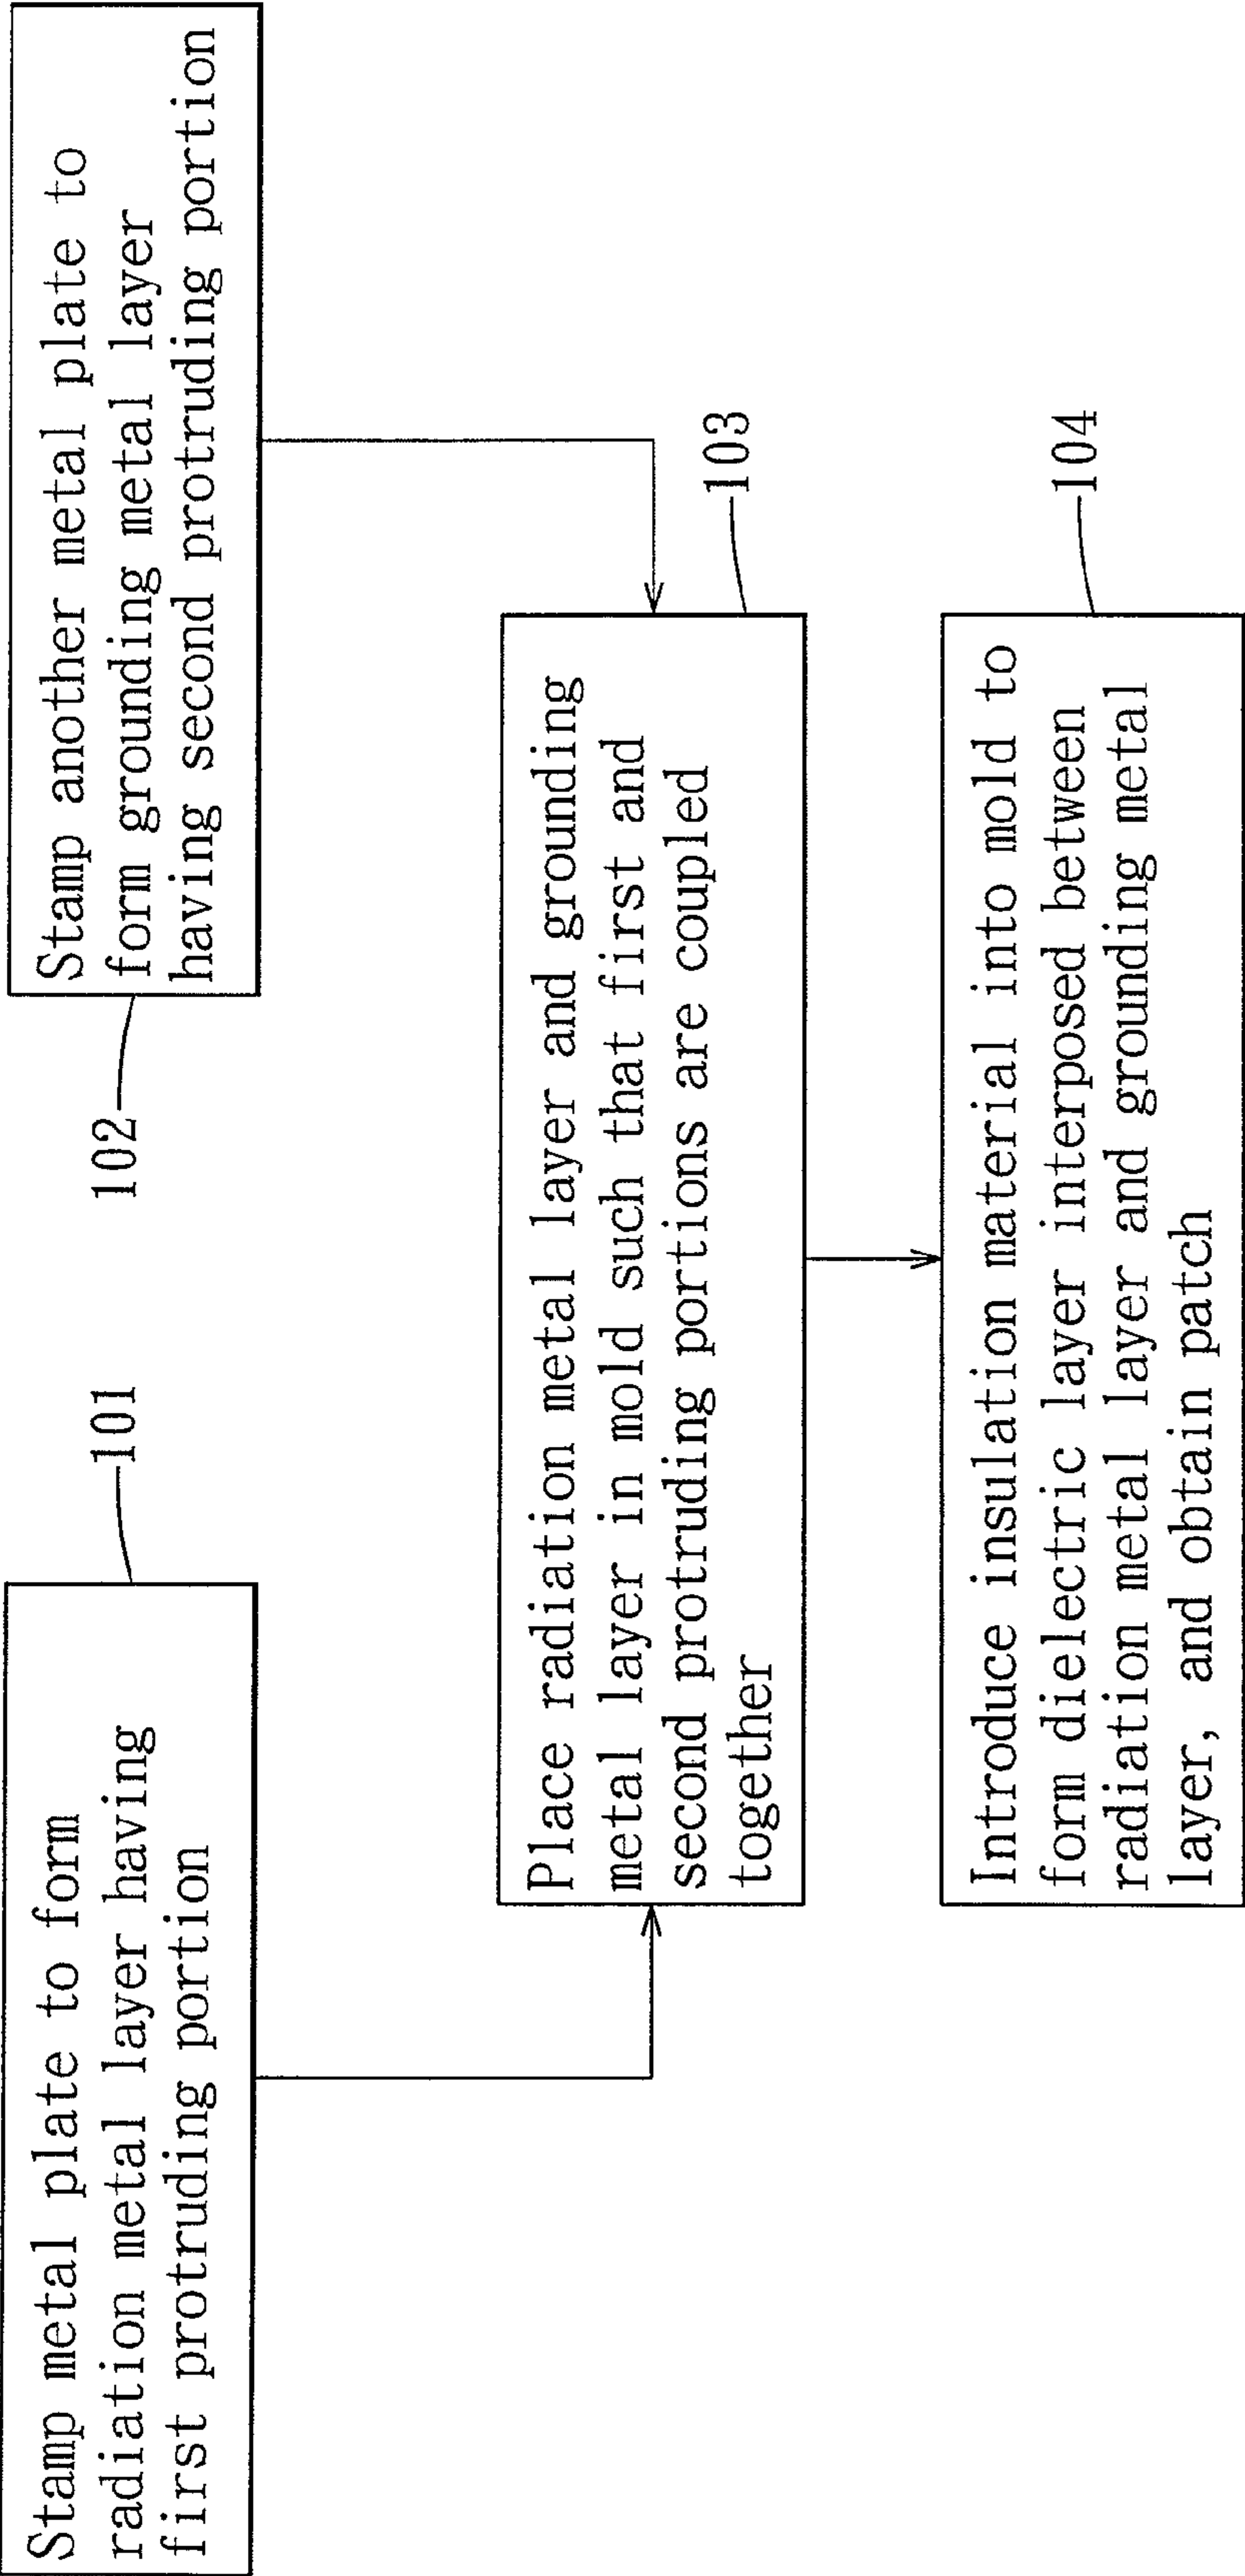 Stamp metal plate to form
radiation metal layer having
first protruding portion
101
102
Stamp another metal plate to
form grounding metal layer
having second protruding portion
Place radiation metal layer and grounding
metal layer in mold such that first and
second protruding portions are coupled
together
103
Introduce insulation material into mold to
form dielectric layer interposed between
radiation metal layer and grounding metal
layer, and obtain patch
104